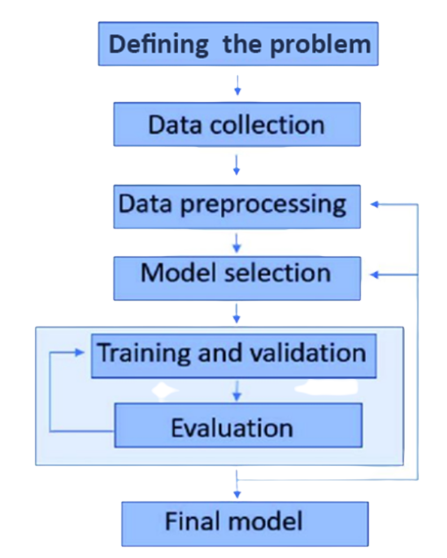 Defining the problem
Data collection
Data preprocessing
Model selection
Training and validation
Evaluation
Final model